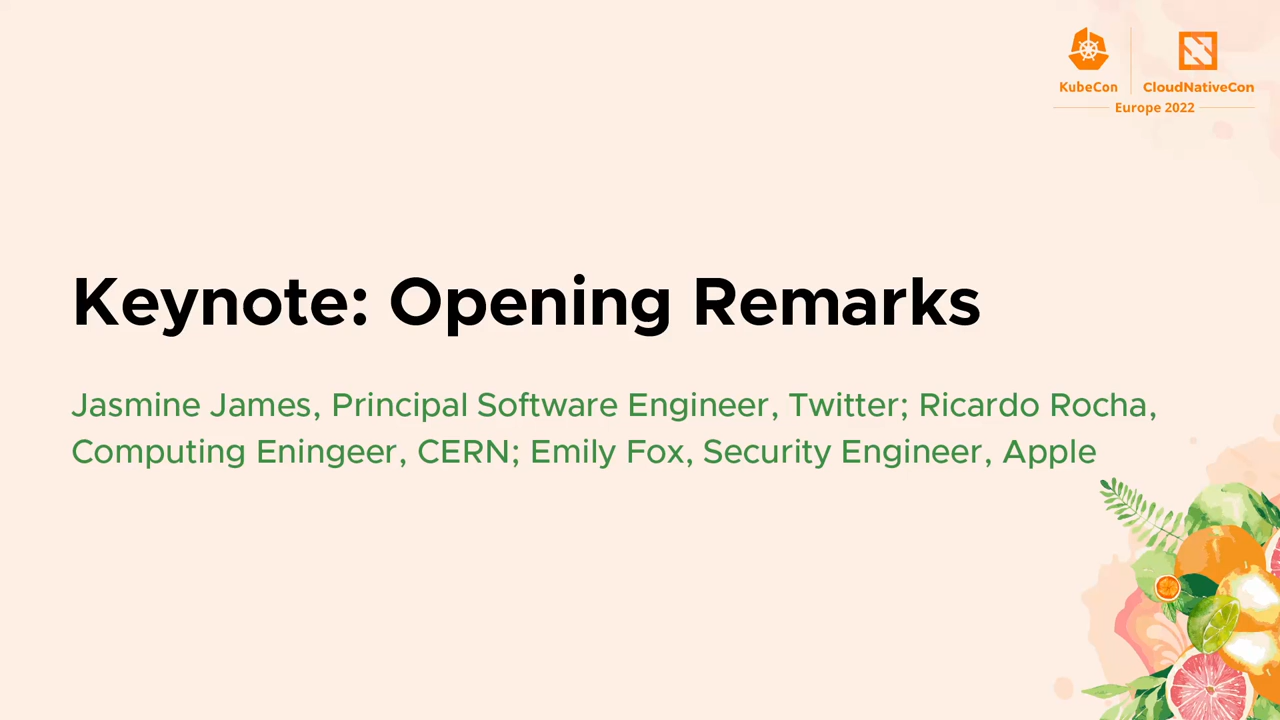 KubeCon
CloudNativeCon
Europe 2022
Keynote: Opening Remarks
Jasmine James, Principal Software Engineer, Twitter; Ricardo Rocha,
Computing Eningeer, CERN; Emily Fox, Security Engineer, Apple